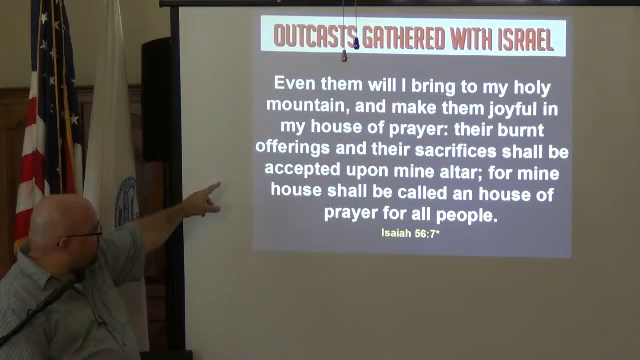 OUTCASTS GATHERED WITH ISRAEL
Even them will I bring to my holy
mountain, and make them joyful in
my house of prayer: their burnt
offerings and their sacrifices shall be
accepted upon mine altar; for mine
house shall be called an house of
prayer for all people.
Isaiah 56:7*